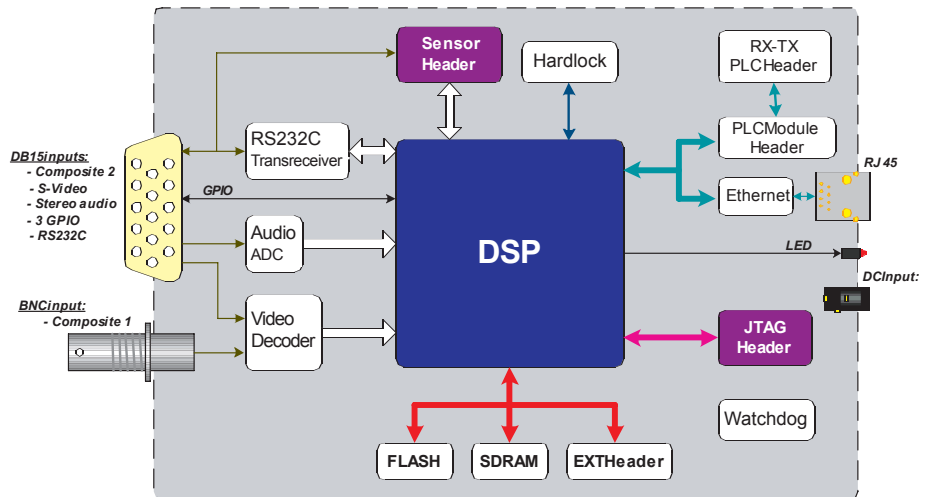 Sensor
Header
Hardlock
RX-TX
PLCHeader
RS232C
Transreceiver
PLCModule
Header
DB15inputs:
- Composite 2
- S-Video
- Stereo audio
- 3 GPIO
- RS232C
GPIO
RJ 45
Ethernet
Audio
ADC
DSP
LED
DCInput:
BNCinput:
- Composite 1
Video
Decoder
JTAG
Header
Watchdog
FLASH
SDRAM
EXTHeader